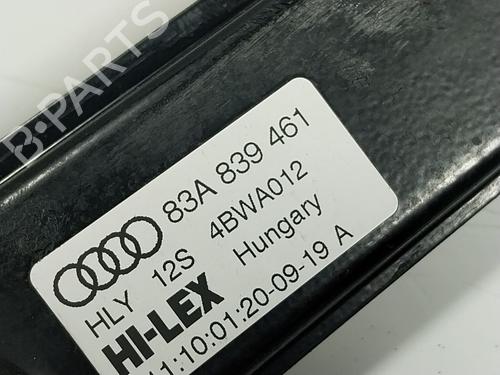 B-PARTS
83A 839 461
HLY 12S 4BWA012
HI-LEX Hungary
11:10:01:20-09-19 A